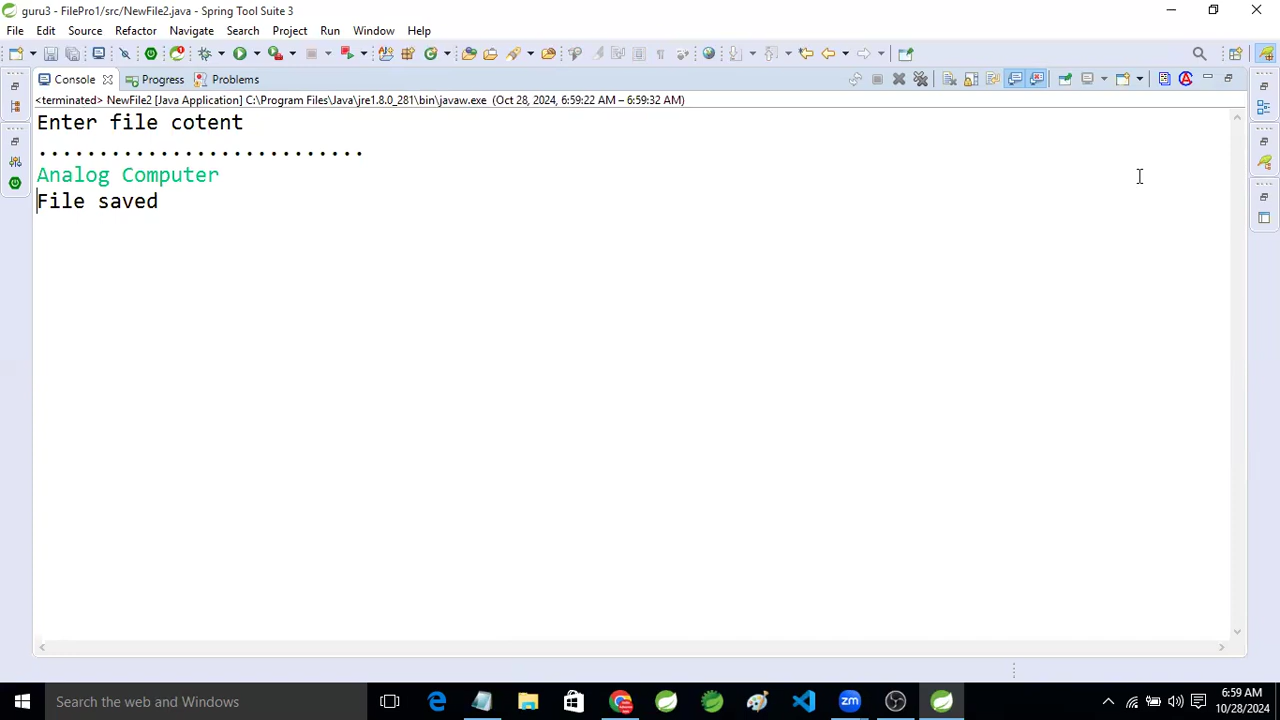 guru3 - FilePro1/src/NewFile2.java - Spring Tool Suite 3
File Edit Source Refactor Navigate Search Project Run Window Help
Console Progress Problems
<terminated> NewFile2 [Java Application] C:\Program Files\Java\jre1.8.0_281\bin\javaw.exe (Oct 28, 2024, 6:59:22 AM – 6:59:32 AM)
Enter file cotent
...........................
Analog Computer
File saved
Search the web and Windows
zm
6:59 AM
10/28/2024